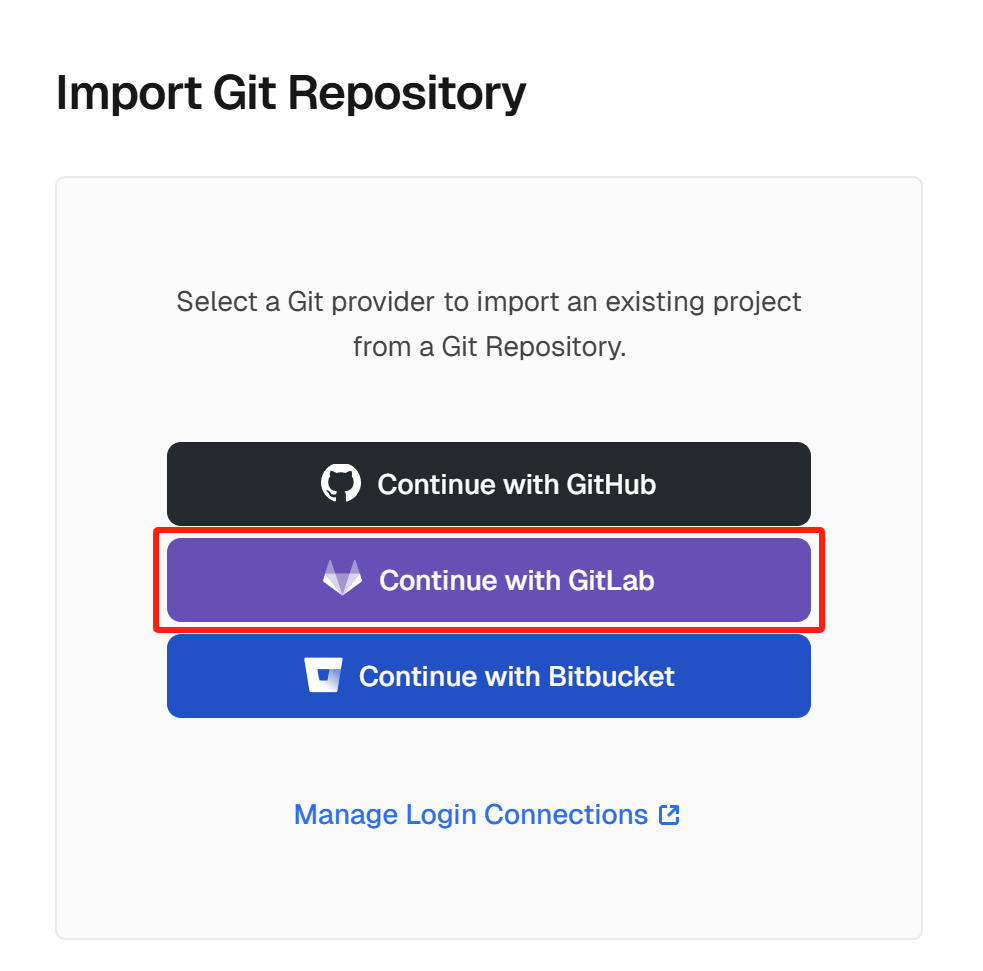 Import Git Repository
Select a Git provider to import an existing project
from a Git Repository.
Continue with GitHub
Continue with GitLab
Continue with Bitbucket
Manage Login Connections